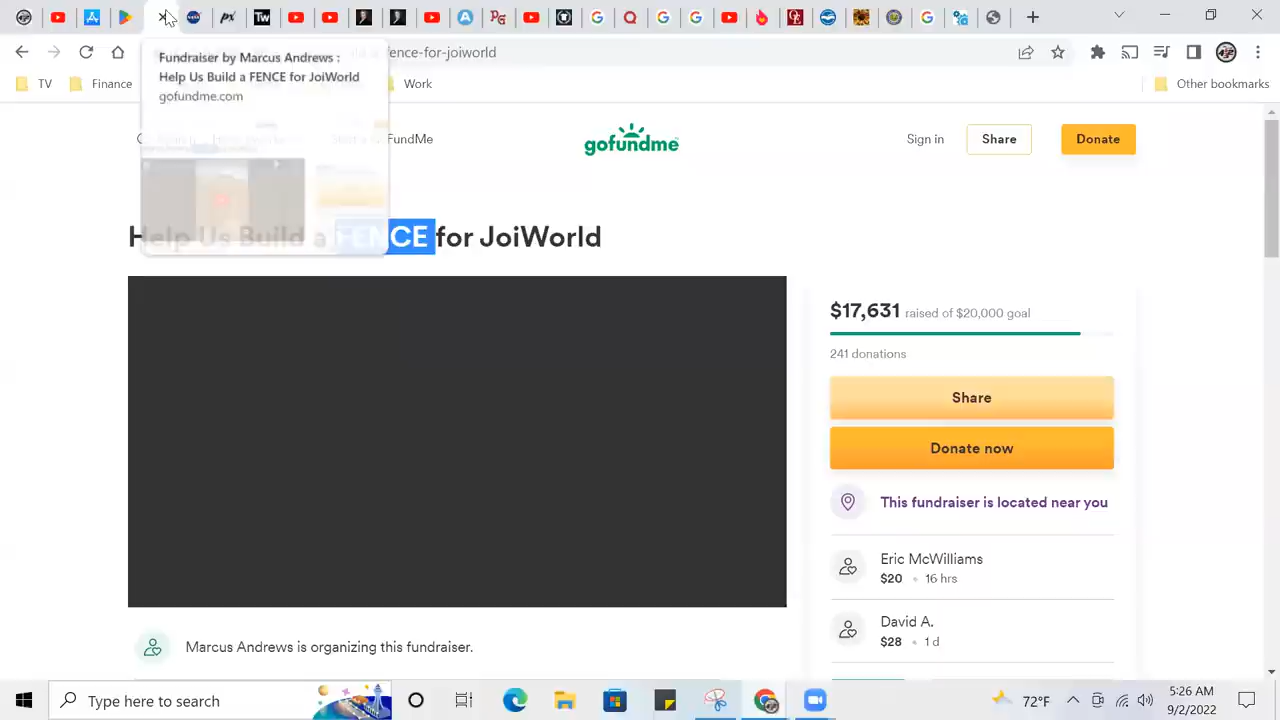 fence-for-joiworld
Fundraiser by Marcus Andrews :
Help Us Build a FENCE for JoiWorld
gofundme.com
TV
Finance
Work
Other bookmarks
FundMe
gofundme
Sign in
Share
Donate
Help Us Build a FENCE for JoiWorld
$17,631 raised of $20,000 goal
241 donations
Share
Donate now
This fundraiser is located near you
Eric McWilliams
$20 • 16 hrs
David A.
$28 • 1 d
Marcus Andrews is organizing this fundraiser.
Type here to search
72°F
5:26 AM
9/2/2022